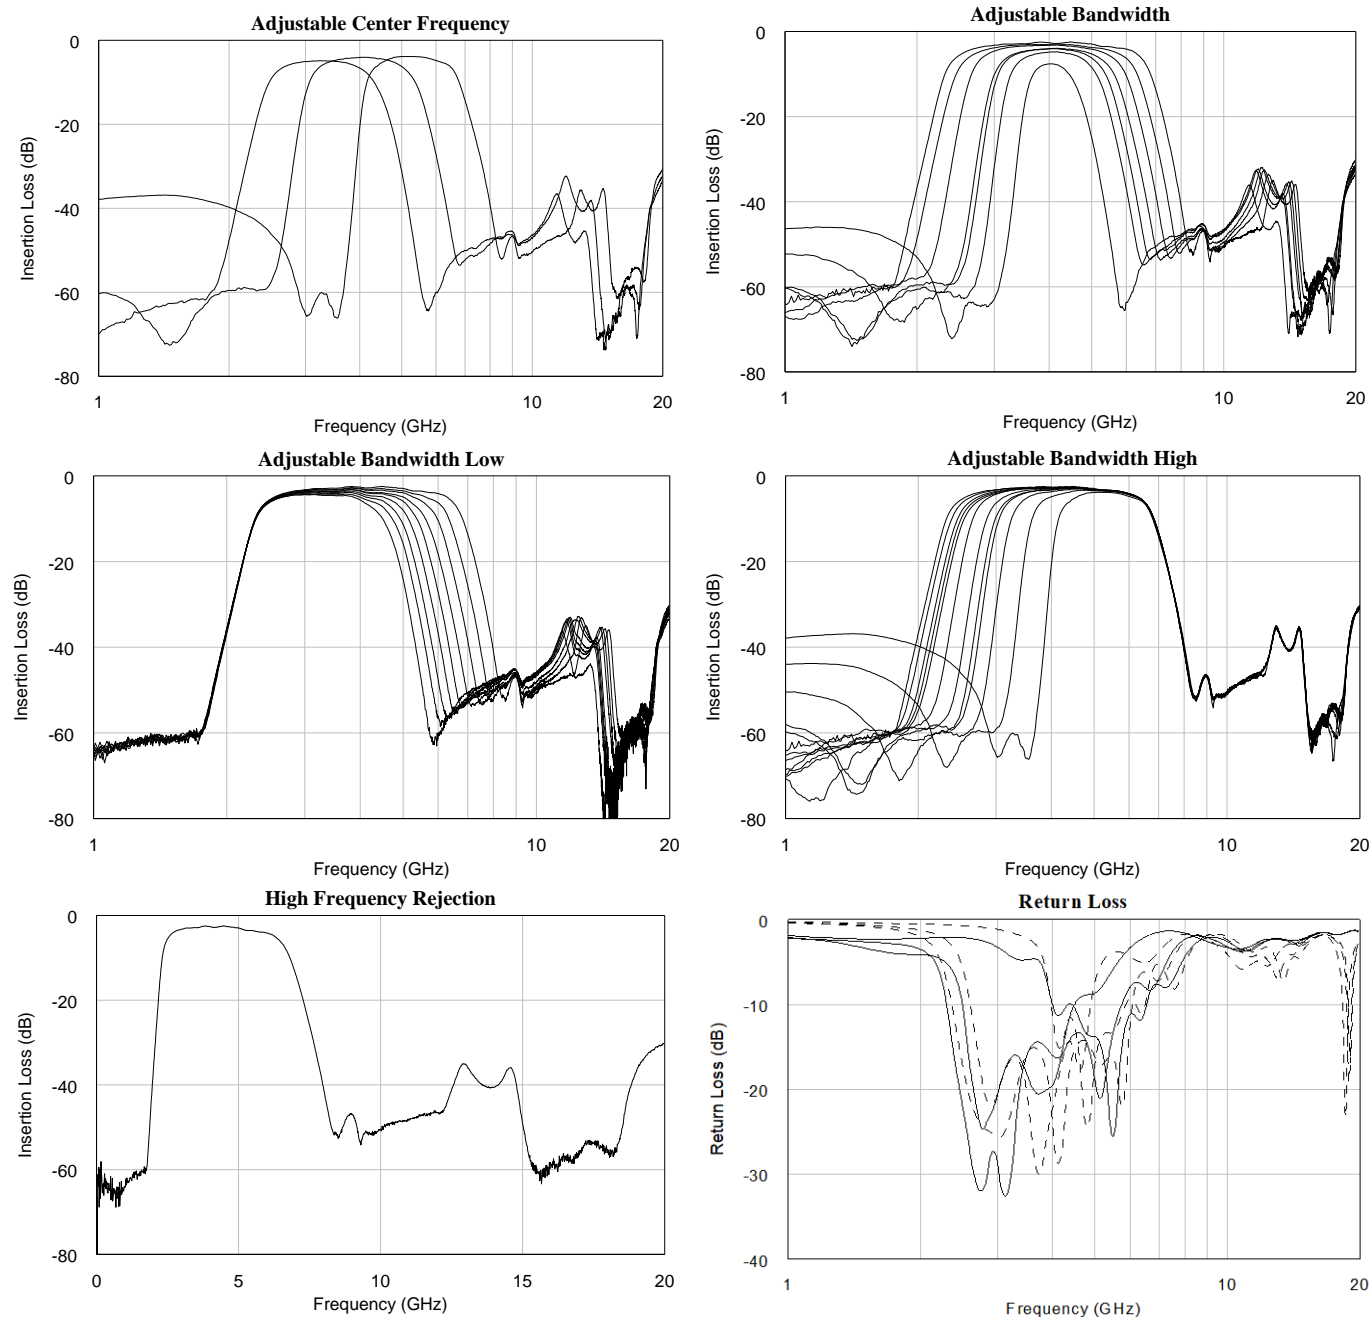 Adjustable Center Frequency
0
-20
-40
-60
-80
Insertion Loss (dB)
1
10
20
Frequency (GHz)
Adjustable Bandwidth
0
-20
-40
-60
-80
Insertion Loss (dB)
1
10
20
Frequency (GHz)
Adjustable Bandwidth Low
0
-20
-40
-60
-80
Insertion Loss (dB)
1
10
20
Frequency (GHz)
Adjustable Bandwidth High
0
-20
-40
-60
-80
Insertion Loss (dB)
1
10
20
Frequency (GHz)
High Frequency Rejection
0
-20
-40
-60
-80
Insertion Loss (dB)
0
5
10
15
20
Frequency (GHz)
Return Loss
0
-10
-20
-30
-40
Return Loss (dB)
1
10
20
Frequency (GHz)